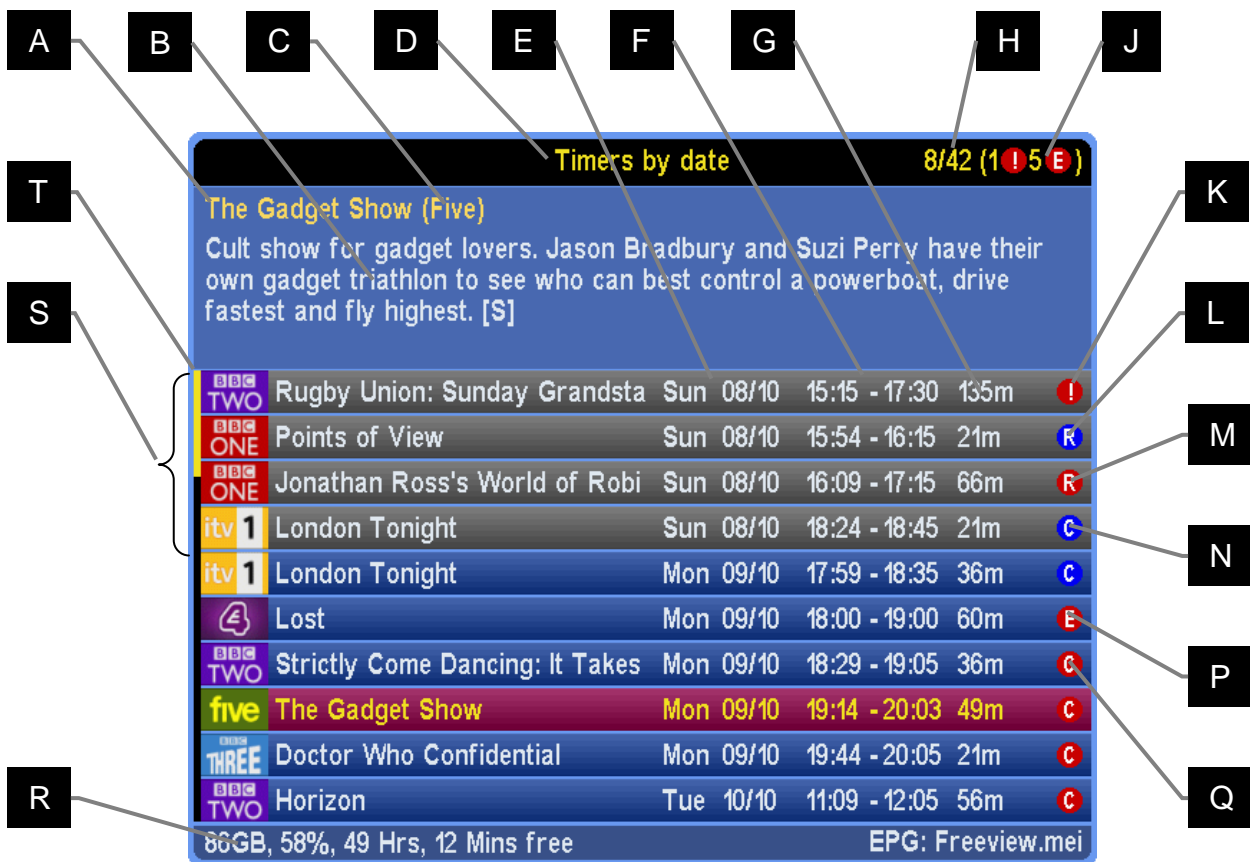 A B C D E F G H J
Timers by date 8/42 (1 ! 5 E )
T
K
The Gadget Show (Five)
Cult show for gadget lovers. Jason Bradbury and Suzi Perry have their
own gadget triathlon to see who can best control a powerboat, drive
fastest and fly highest. [S]
S
L
BBC TWO Rugby Union: Sunday Grandsta Sun 08/10 15:15 - 17:30 135m !
BBC ONE Points of View Sun 08/10 15:54 - 16:15 21m R
M
BBC ONE Jonathan Ross's World of Robi Sun 08/10 16:09 - 17:15 66m R
itv 1 London Tonight Sun 08/10 18:24 - 18:45 21m C
N
itv 1 London Tonight Mon 09/10 17:59 - 18:35 36m C
4 Lost Mon 09/10 18:00 - 19:00 60m E
BBC TWO Strictly Come Dancing: It Takes Mon 09/10 18:29 - 19:05 36m C
P
five The Gadget Show Mon 09/10 19:14 - 20:03 49m C
BBC THREE Doctor Who Confidential Mon 09/10 19:44 - 20:05 21m C
R
BBC TWO Horizon Tue 10/10 11:09 - 12:05 56m C
Q
86GB, 58%, 49 Hrs, 12 Mins free EPG: Freeview.mei